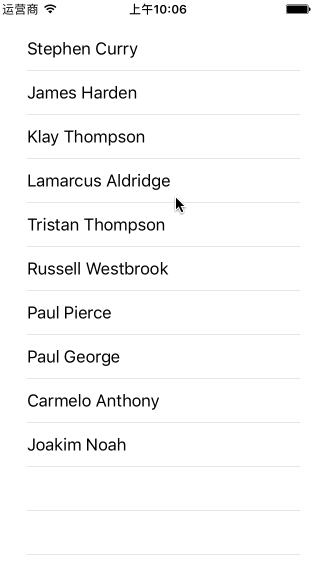 运营商 上午10:06
Stephen Curry
James Harden
Klay Thompson
Lamarcus Aldridge
Tristan Thompson
Russell Westbrook
Paul Pierce
Paul George
Carmelo Anthony
Joakim Noah